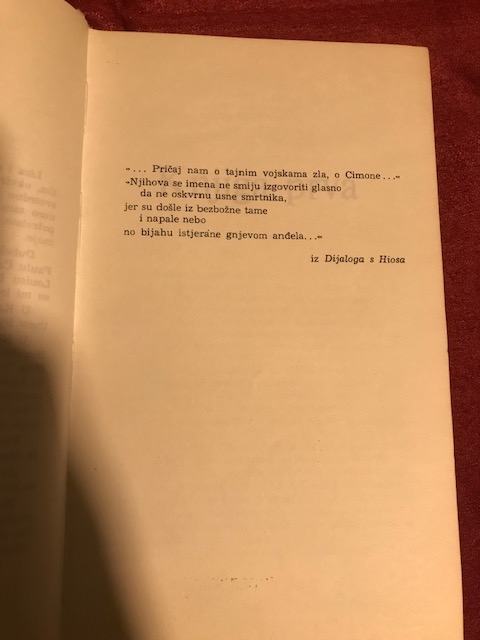 „... Pričaj nam o tajnim vojskama zla, o Cimone...“
„Njihova se imena ne smiju izgovoriti glasno
da ne oskvrnu usne smrtnika,
jer su došle iz bezbožne tame
i napale nebo
no bijahu istjerane gnjevom anđela...“
iz Dijaloga s Hiosa